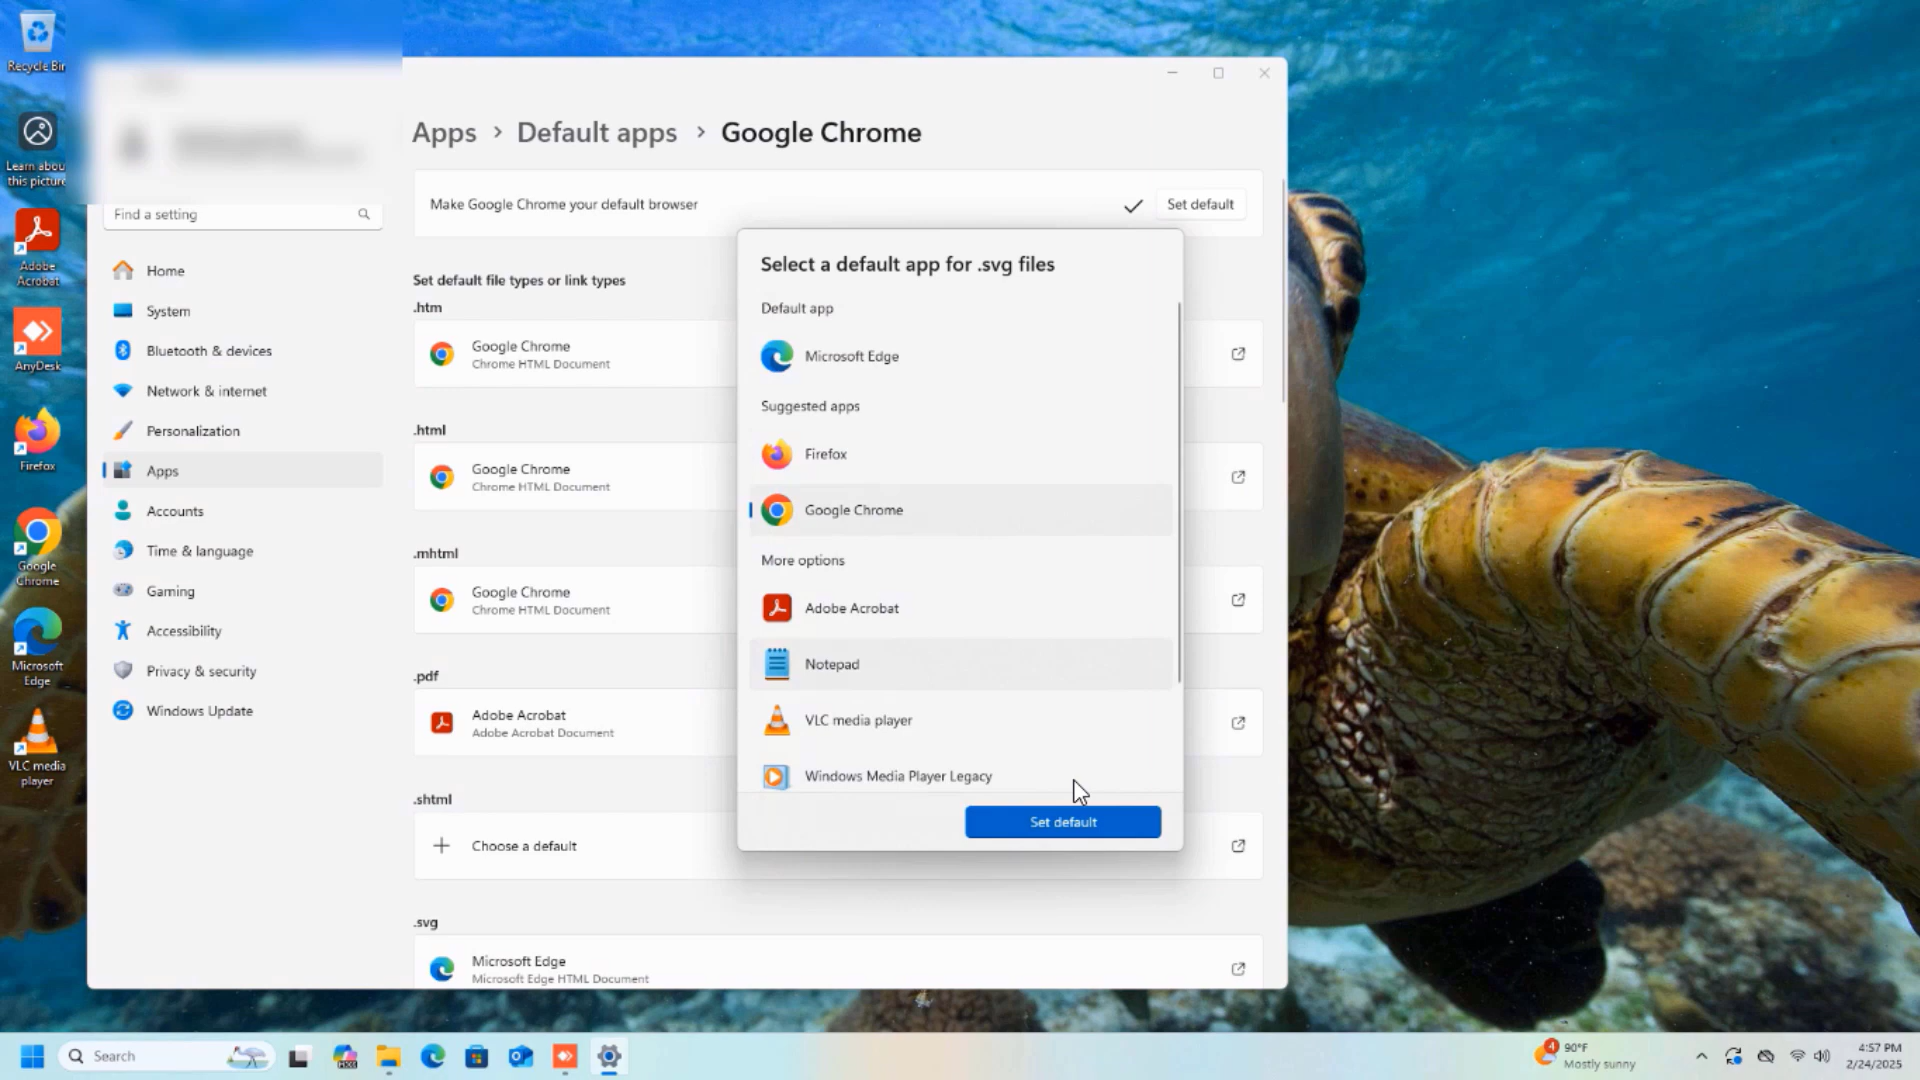 Recycle Bin
Learn about
this picture
Adobe
Acrobat
AnyDesk
Firefox
Google
Chrome
Microsoft
Edge
VLC media
player
Find a setting
Home
System
Bluetooth & devices
Network & internet
Personalization
Apps
Accounts
Time & language
Gaming
Accessibility
Privacy & security
Windows Update
Apps > Default apps > Google Chrome
Make Google Chrome your default browser
Set default
Set default file types or link types
.htm
Google Chrome
Chrome HTML Document
.html
Google Chrome
Chrome HTML Document
.mhtml
Google Chrome
Chrome HTML Document
.pdf
Adobe Acrobat
Adobe Acrobat Document
.shtml
Choose a default
.svg
Microsoft Edge
Microsoft Edge HTML Document
Select a default app for .svg files
Default app
Microsoft Edge
Suggested apps
Firefox
Google Chrome
More options
Adobe Acrobat
Notepad
VLC media player
Windows Media Player Legacy
Set default
Search
4
90°F
Mostly sunny
4:57 PM
2/24/2025